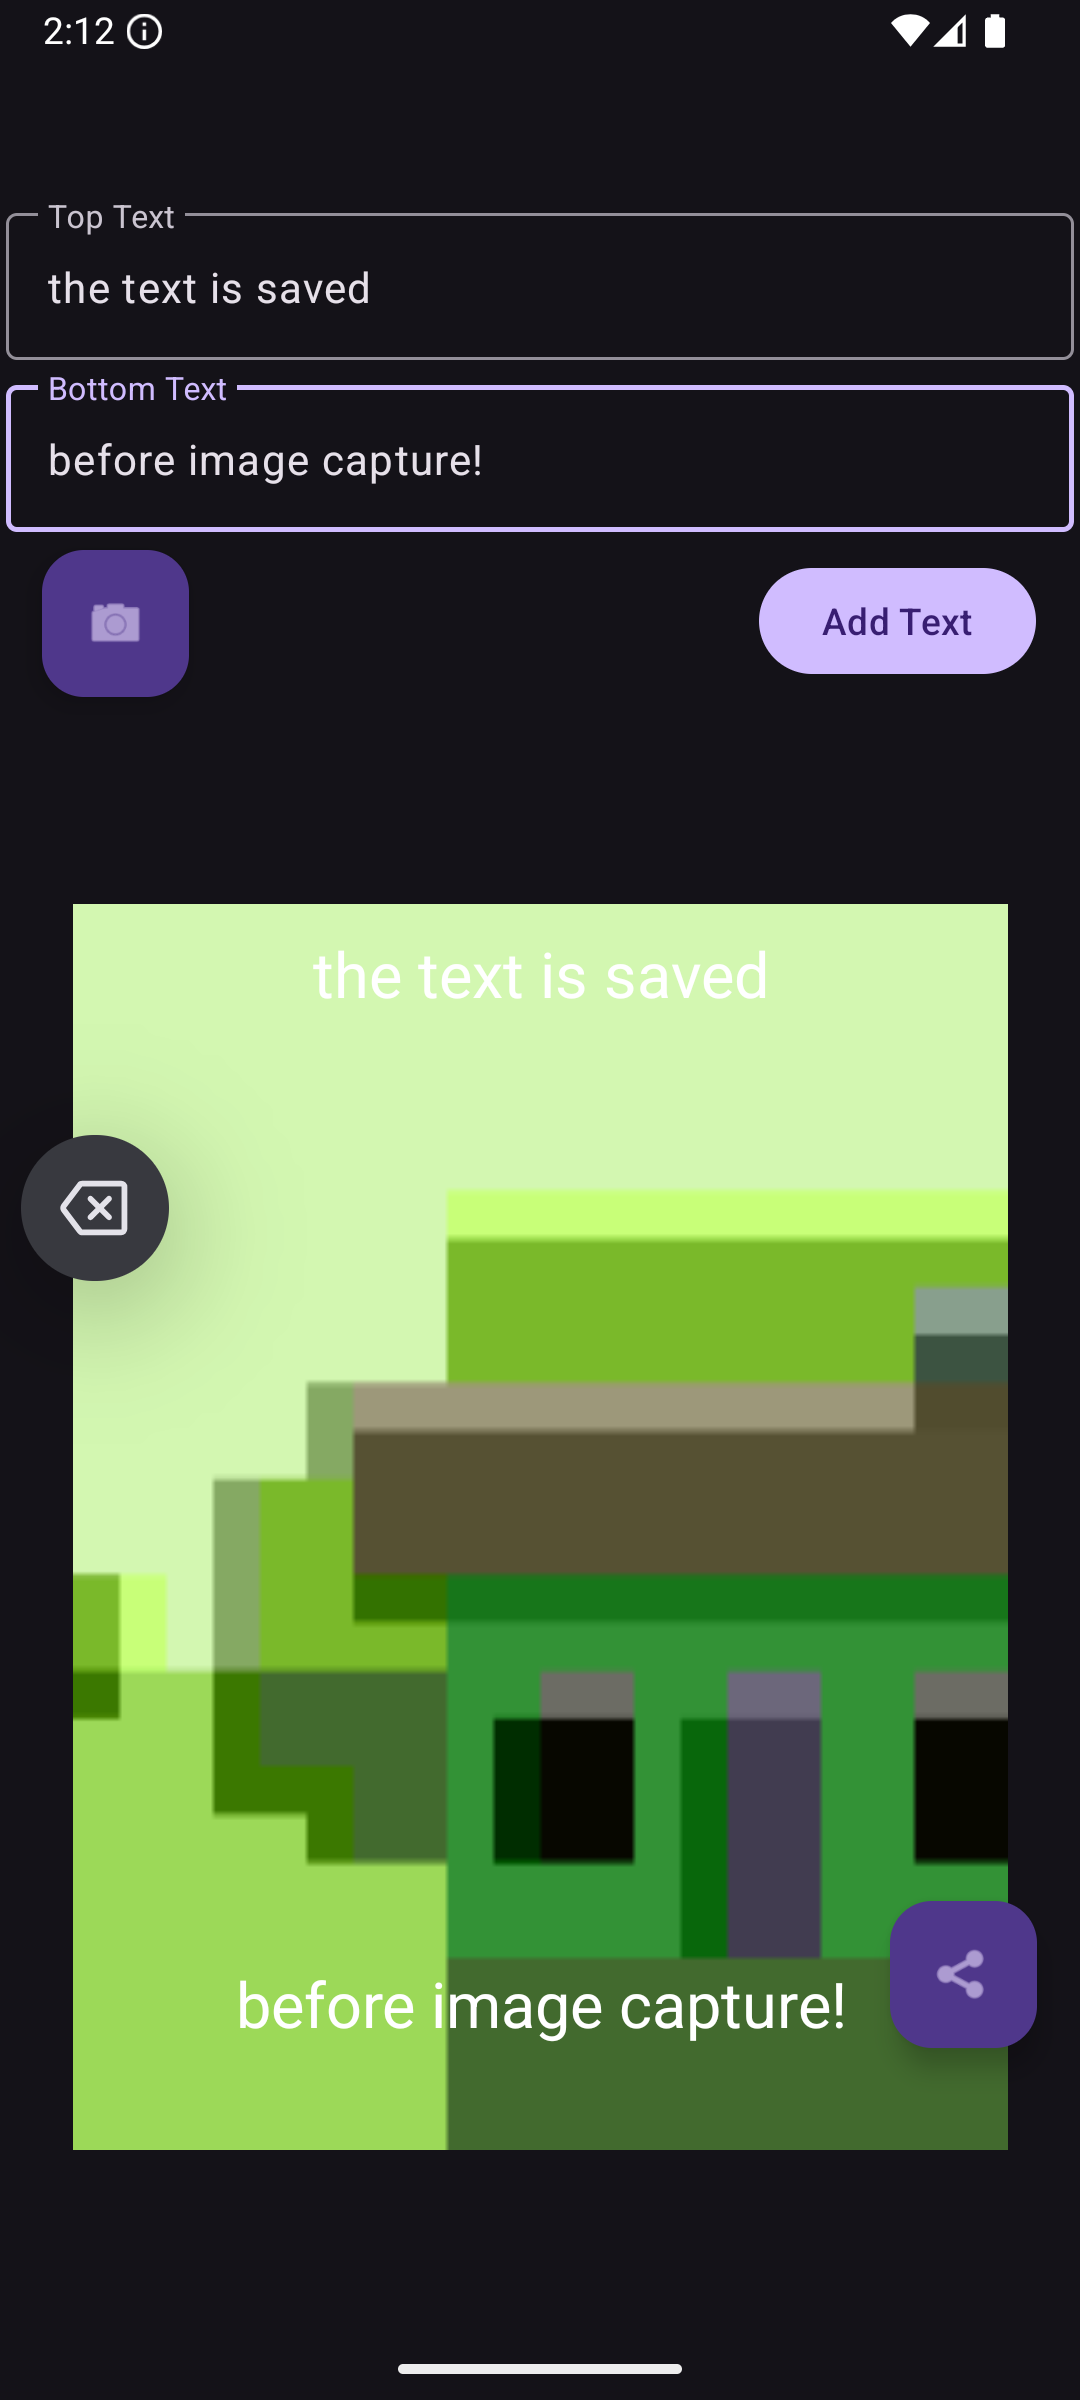 2:12
Top Text
the text is saved
Bottom Text
before image capture!
Add Text
the text is saved
before image capture!